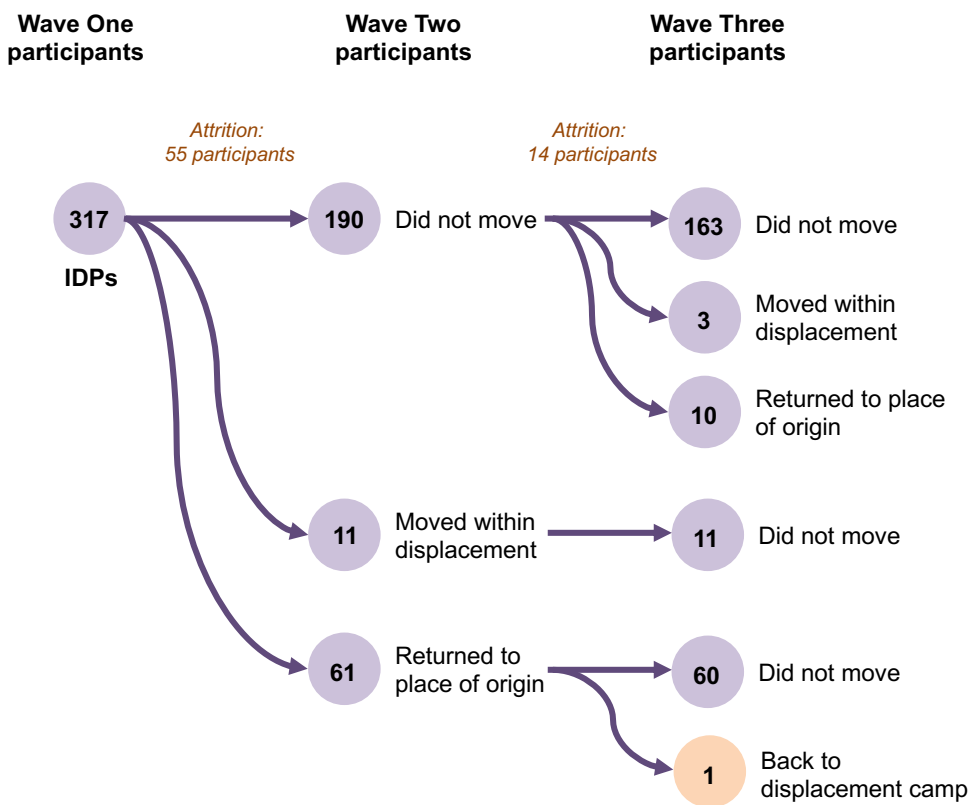 Wave One
participants
Wave Two
participants
Wave Three
participants
Attrition:
55 participants
Attrition:
14 participants
317
IDPs
190
Did not move
163
Did not move
3
Moved within
displacement
10
Returned to place
of origin
11
Moved within
displacement
11
Did not move
61
Returned to
place of origin
60
Did not move
1
Back to
displacement camp